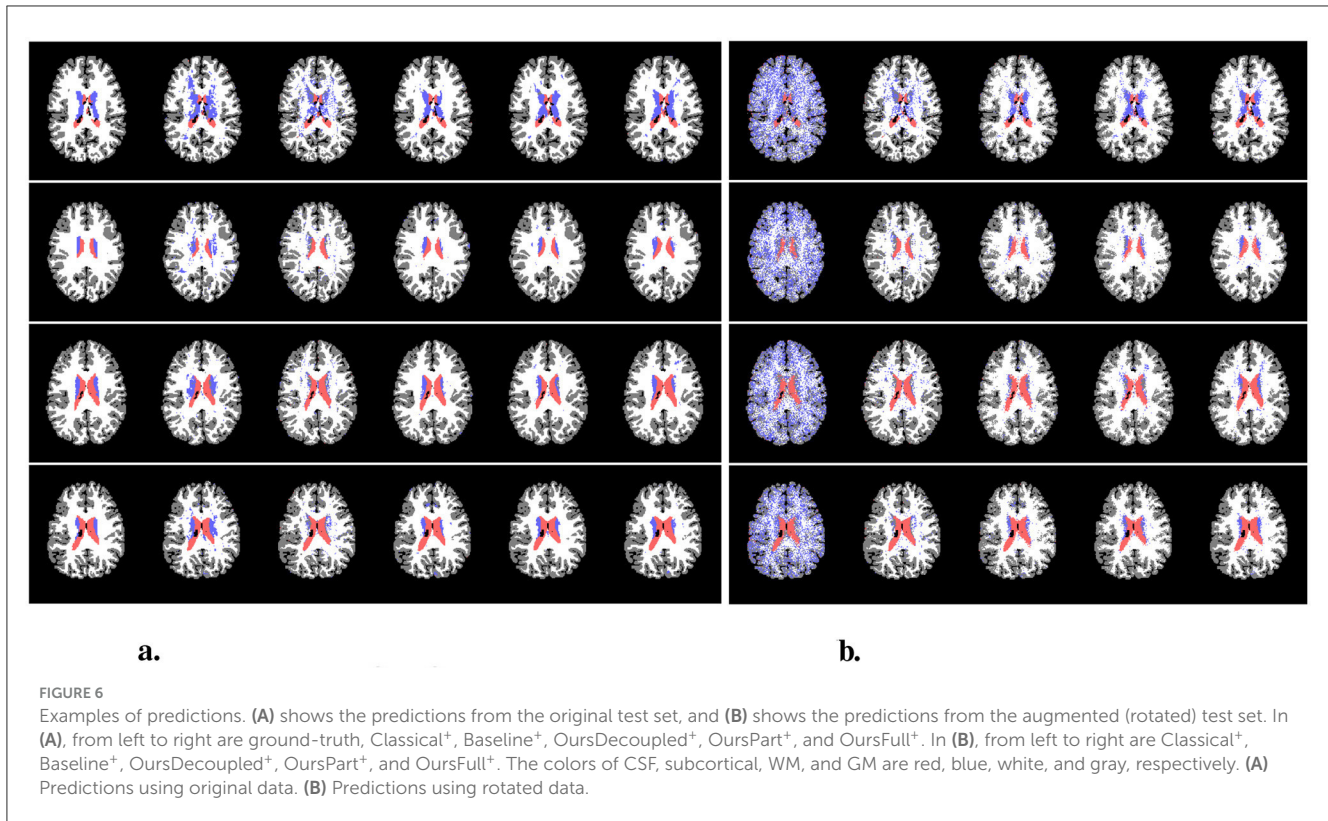 a.
b.
FIGURE 6
Examples of predictions. (A) shows the predictions from the original test set, and (B) shows the predictions from the augmented (rotated) test set. In
(A), from left to right are ground-truth, Classical⁺, Baseline⁺, OursDecoupled⁺, OursPart⁺, and OursFull⁺. In (B), from left to right are Classical⁺,
Baseline⁺, OursDecoupled⁺, OursPart⁺, and OursFull⁺. The colors of CSF, subcortical, WM, and GM are red, blue, white, and gray, respectively. (A)
Predictions using original data. (B) Predictions using rotated data.